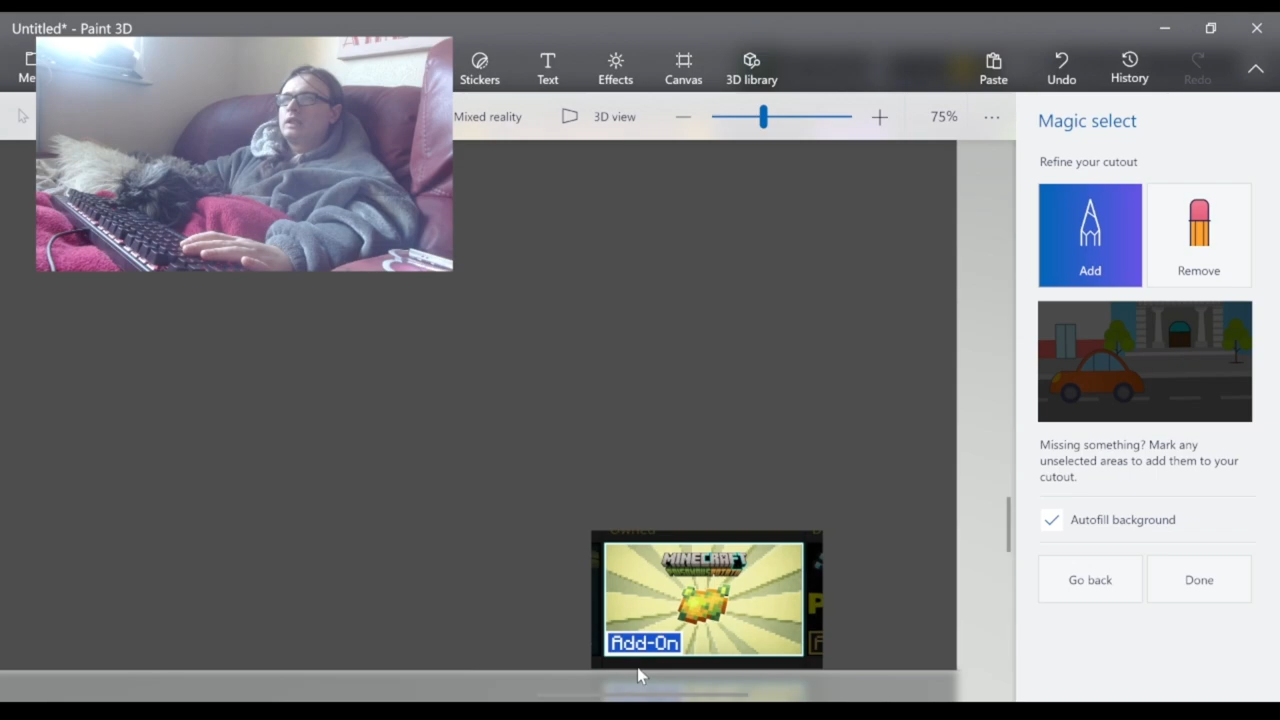 Untitled* - Paint 3D
Me
Stickers
Text
Effects
Canvas
3D library
Paste
Undo
History
Redo
Mixed reality
3D view
75%
Magic select
Refine your cutout
Add
Remove
Missing something? Mark any
unselected areas to add them to your
cutout.
Autofill background
Go back
Done
Owned
MINECRAFT
Add-On